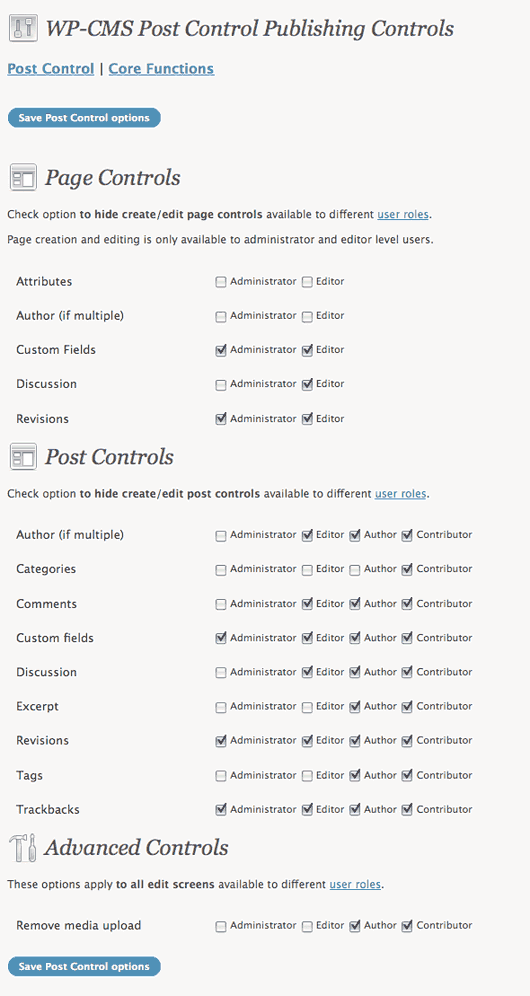 WP-CMS Post Control Publishing Controls
Post Control | Core Functions
Save Post Control options
Page Controls
Check option to hide create/edit page controls available to different user roles.
Page creation and editing is only available to administrator and editor level users.
Attributes Administrator Editor
Author (if multiple) Administrator Editor
Custom Fields Administrator Editor
Discussion Administrator Editor
Revisions Administrator Editor
Post Controls
Check option to hide create/edit post controls available to different user roles.
Author (if multiple) Administrator Editor Author Contributor
Categories Administrator Editor Author Contributor
Comments Administrator Editor Author Contributor
Custom fields Administrator Editor Author Contributor
Discussion Administrator Editor Author Contributor
Excerpt Administrator Editor Author Contributor
Revisions Administrator Editor Author Contributor
Tags Administrator Editor Author Contributor
Trackbacks Administrator Editor Author Contributor
Advanced Controls
These options apply to all edit screens available to different user roles.
Remove media upload Administrator Editor Author Contributor
Save Post Control options